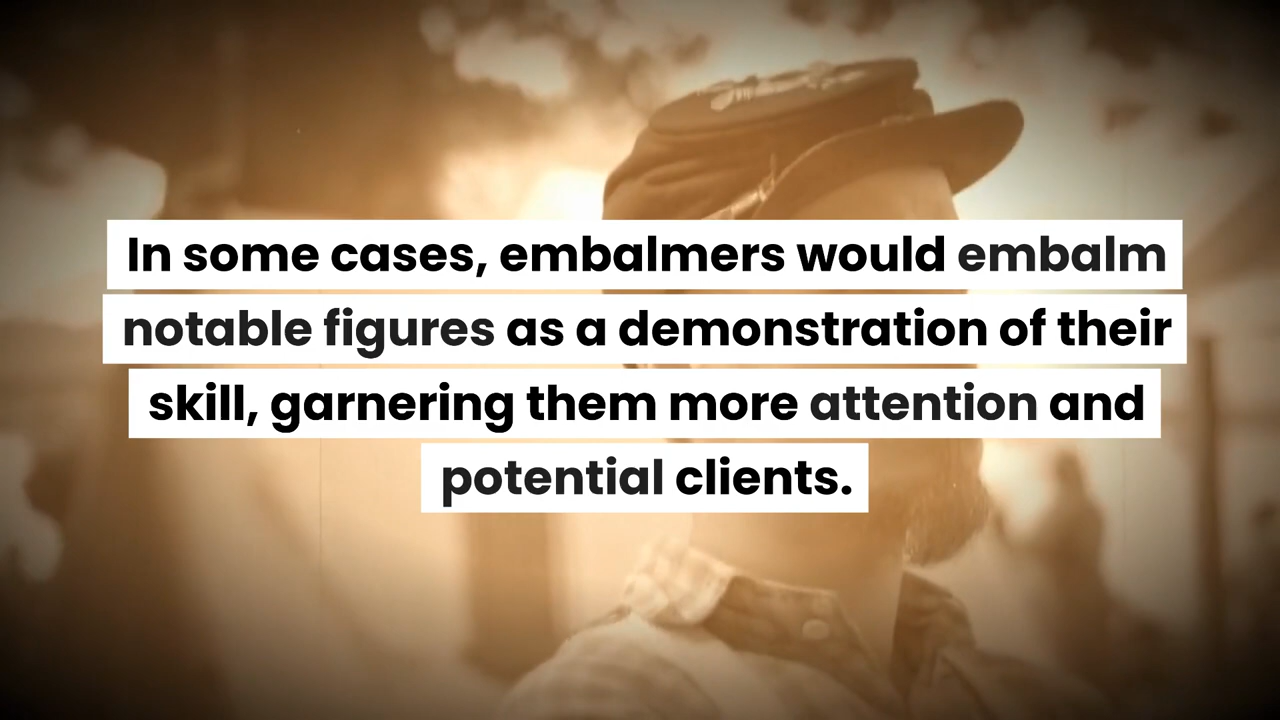 In some cases, embalmers would embalm
notable figures as a demonstration of their
skill, garnering them more attention and
potential clients.